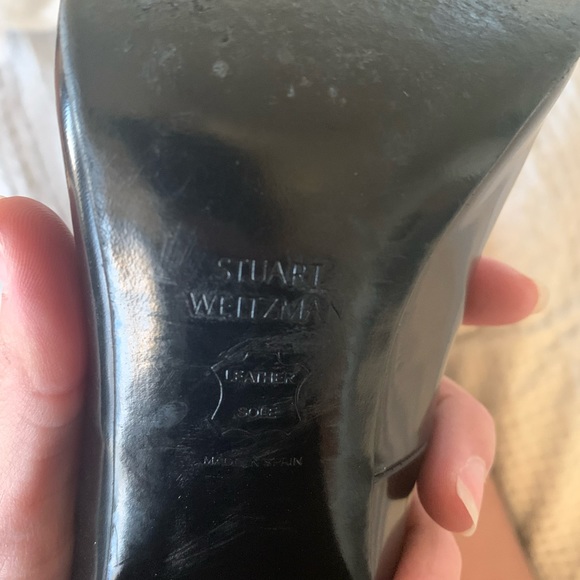 STUART
WEITZMAN
LEATHER
SOLE
MADE IN SPAIN